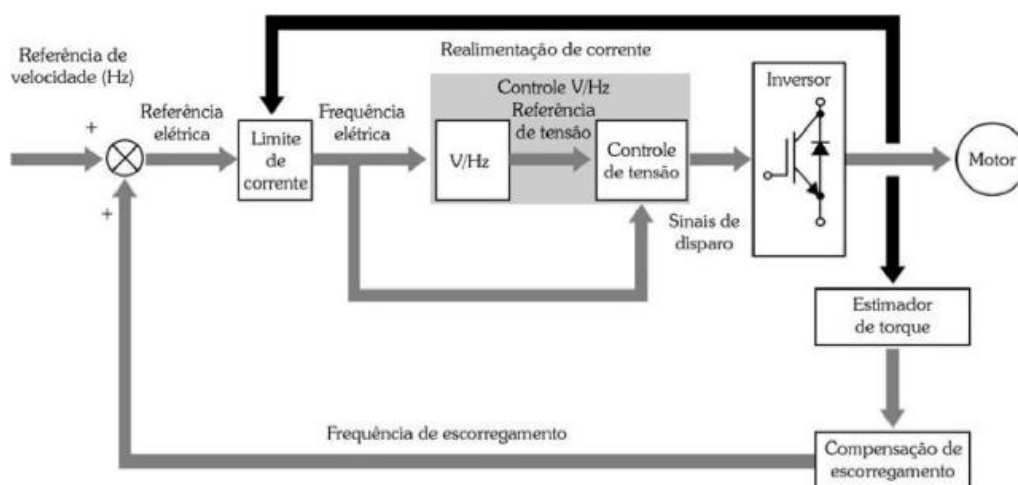 Realimentação de corrente
Referência de
velocidade (Hz)
Inversor
Controle V/Hz
Referência
elétrica
Frequência
elétrica
Referência
de tensão
+
Limite
de
corrente
V/Hz
Controle
de tensão
Motor
+
Sinais de
disparo
Estimador
de torque
Frequência de escorregamento
Compensação de
escorregamento